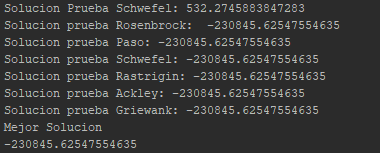 Solucion Prueba Schwefel: 532.2745883847283
Solucion prueba Rosenbrock:  -230845.62547554635
Solucion prueba Paso: -230845.62547554635
Solucion prueba Schwefel: -230845.62547554635
Solucion prueba Rastrigin: -230845.62547554635
Solucion prueba Ackley: -230845.62547554635
Solucion prueba Griewank: -230845.62547554635
Mejor Solucion
-230845.62547554635